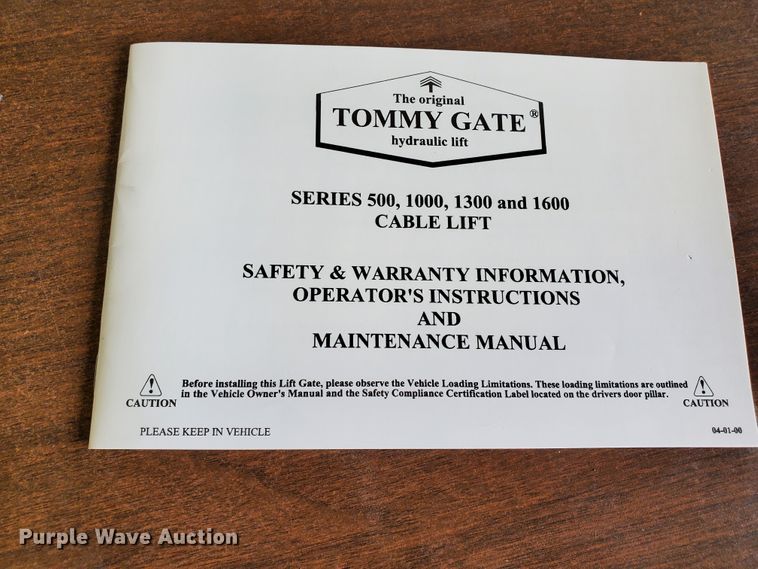 The original
TOMMY GATE®
hydraulic lift
SERIES 500, 1000, 1300 and 1600
CABLE LIFT
SAFETY & WARRANTY INFORMATION,
OPERATOR'S INSTRUCTIONS
AND
MAINTENANCE MANUAL
Before installing this Lift Gate, please observe the Vehicle Loading Limitations. These loading limitations are outlined
in the Vehicle Owner's Manual and the Safety Compliance Certification Label located on the drivers door pillar.
CAUTION
CAUTION
PLEASE KEEP IN VEHICLE
04-01-00
Purple Wave Auction